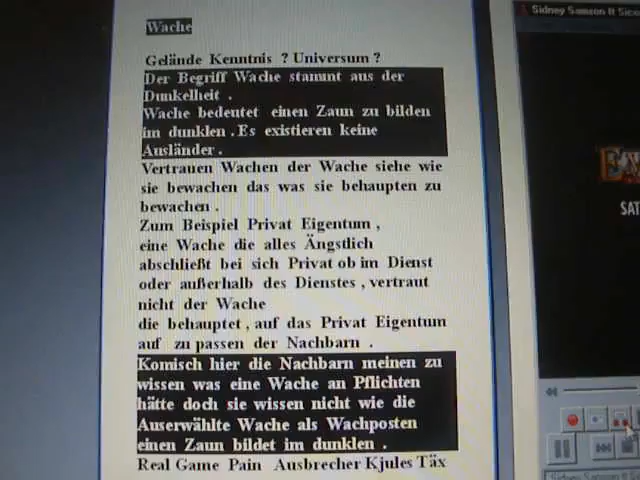 Wache
Gelände Kenntnis ? Universum ?
Der Begriff Wache stammt aus der
Dunkelheit .
Wache bedeutet einen Zaun zu bilden
im dunklen . Es existieren keine
Ausländer .
Vertrauen Wachen der Wache siehe wie
sie bewachen das was sie behaupten zu
bewachen .
Zum Beispiel Privat Eigentum ,
eine Wache die alles Ängstlich
abschließt bei sich Privat ob im Dienst
oder außerhalb des Dienstes , vertraut
nicht der Wache
die behauptet , auf das Privat Eigentum
auf zu passen der Nachbarn .
Komisch hier die Nachbarn meinen zu
wissen was eine Wache an Pflichten
hätte doch sie wissen nicht wie die
Auserwählte Wache als Wachposten
einen Zaun bildet im dunklen .
Real Game Pain Ausbrecher Kjules Täx
Sidney Samson ft
SAT